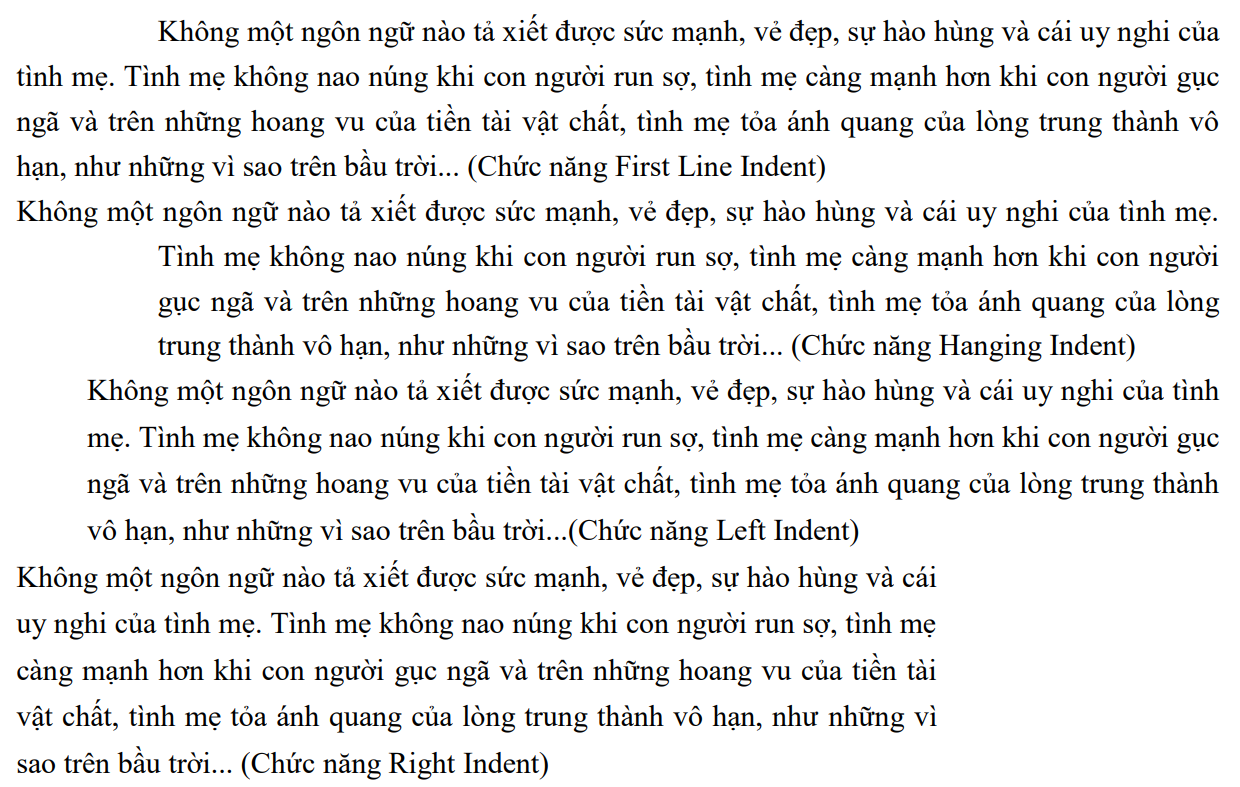 Không một ngôn ngữ nào tả xiết được sức mạnh, vẻ đẹp, sự hào hùng và cái uy nghi của
tình mẹ. Tình mẹ không nao núng khi con người run sợ, tình mẹ càng mạnh hơn khi con người gục
ngã và trên những hoang vu của tiền tài vật chất, tình mẹ tỏa ánh quang của lòng trung thành vô
hạn, như những vì sao trên bầu trời... (Chức năng First Line Indent)
Không một ngôn ngữ nào tả xiết được sức mạnh, vẻ đẹp, sự hào hùng và cái uy nghi của tình mẹ.
Tình mẹ không nao núng khi con người run sợ, tình mẹ càng mạnh hơn khi con người
gục ngã và trên những hoang vu của tiền tài vật chất, tình mẹ tỏa ánh quang của lòng
trung thành vô hạn, như những vì sao trên bầu trời... (Chức năng Hanging Indent)
Không một ngôn ngữ nào tả xiết được sức mạnh, vẻ đẹp, sự hào hùng và cái uy nghi của tình
mẹ. Tình mẹ không nao núng khi con người run sợ, tình mẹ càng mạnh hơn khi con người gục
ngã và trên những hoang vu của tiền tài vật chất, tình mẹ tỏa ánh quang của lòng trung thành
vô hạn, như những vì sao trên bầu trời...(Chức năng Left Indent)
Không một ngôn ngữ nào tả xiết được sức mạnh, vẻ đẹp, sự hào hùng và cái
uy nghi của tình mẹ. Tình mẹ không nao núng khi con người run sợ, tình mẹ
càng mạnh hơn khi con người gục ngã và trên những hoang vu của tiền tài
vật chất, tình mẹ tỏa ánh quang của lòng trung thành vô hạn, như những vì
sao trên bầu trời... (Chức năng Right Indent)